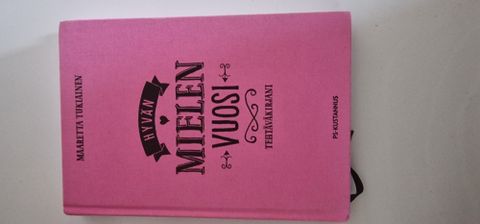 MAARETTA TUKIAINEN
HYVÄN
MIELEN
VUOSI
TEHTÄVÄKIRJANI
PS-KUSTANNUS